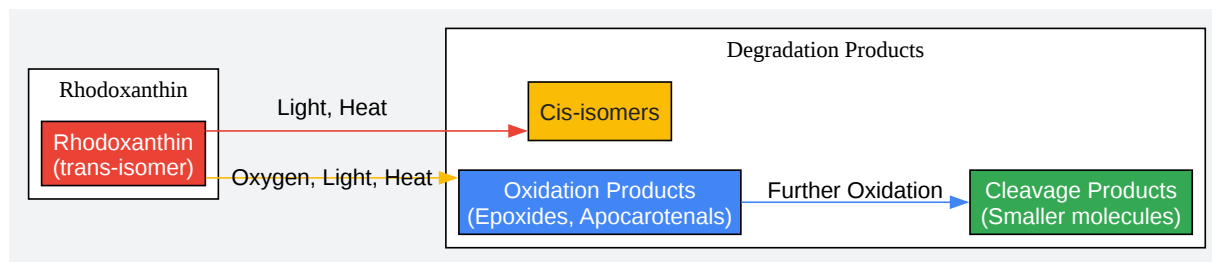 Degradation Products
Rhodoxanthin
Light, Heat
Cis-isomers
Rhodoxanthin
(trans-isomer)
Oxygen, Light, Heat
Oxidation Products
(Epoxides, Apocarotenals)
Further Oxidation
Cleavage Products
(Smaller molecules)